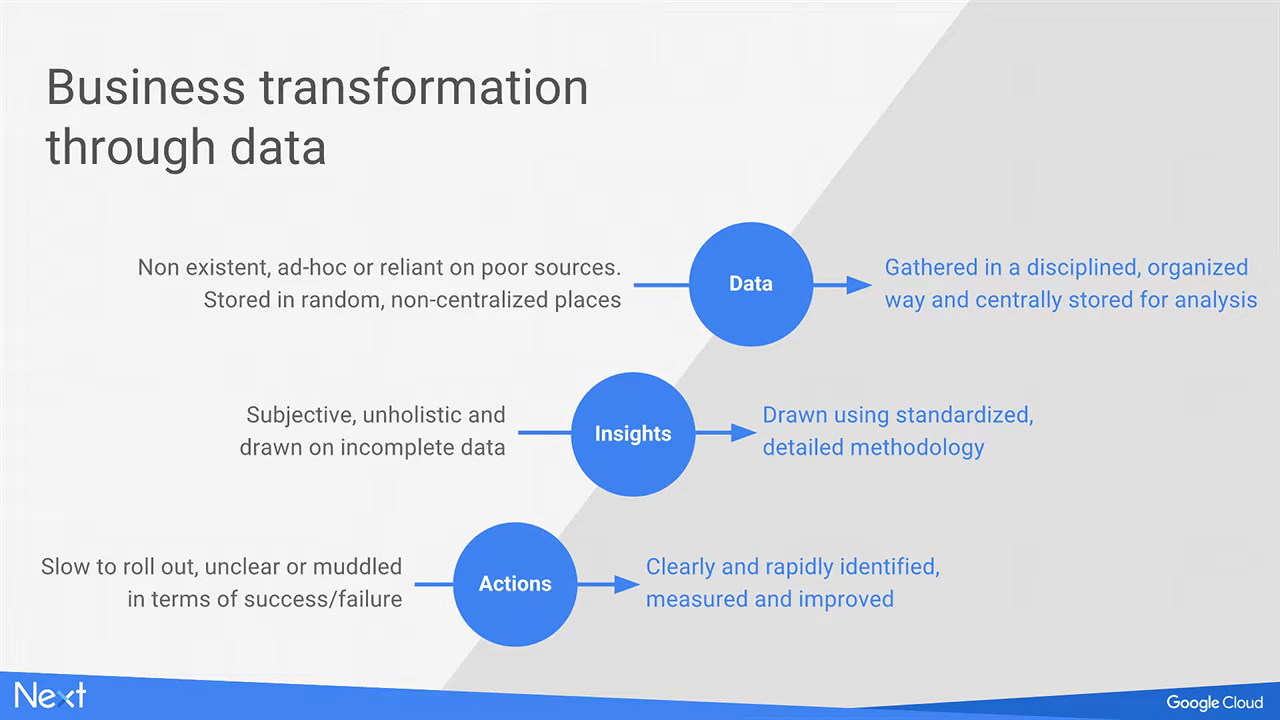 Business transformation
through data
Non existent, ad-hoc or reliant on poor sources.
Stored in random, non-centralized places
Data
Gathered in a disciplined, organized
way and centrally stored for analysis
Subjective, unholistic and
drawn on incomplete data
Insights
Drawn using standardized,
detailed methodology
Slow to roll out, unclear or muddled
in terms of success/failure
Actions
Clearly and rapidly identified,
measured and improved
Next
Google Cloud